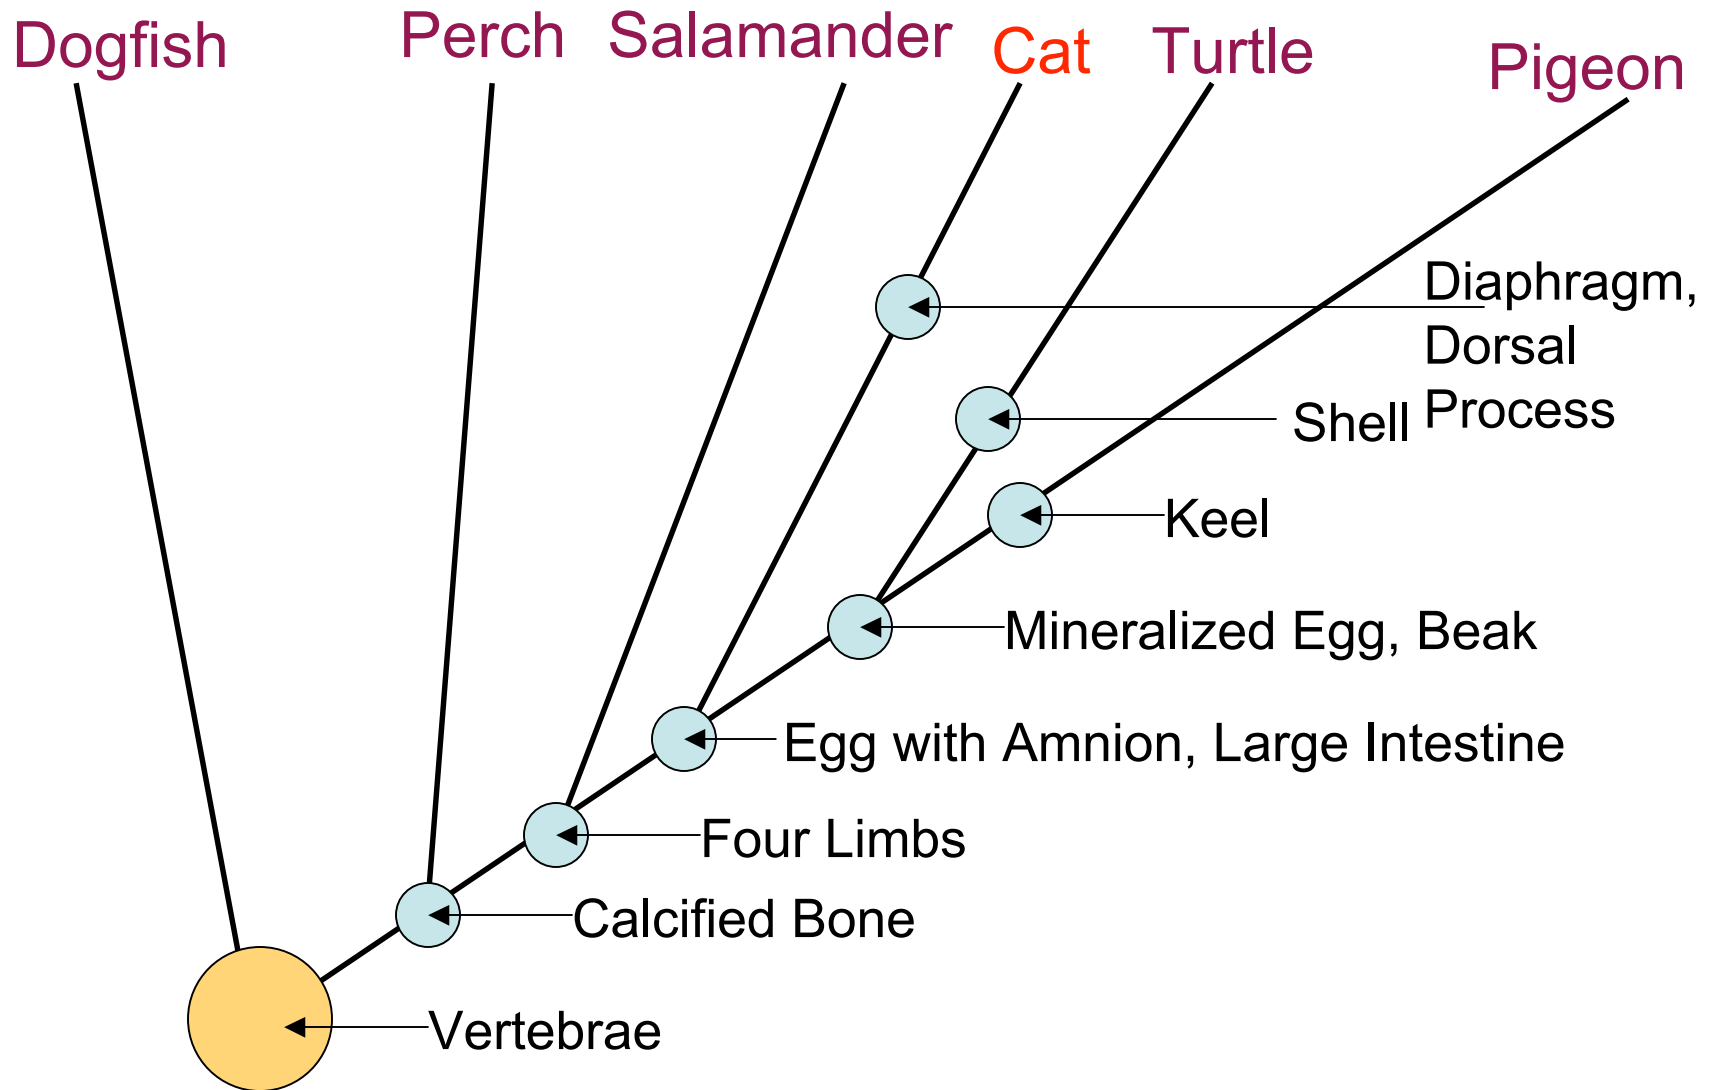 Dogfish
Perch
Salamander
Cat
Turtle
Pigeon
Diaphragm,
Dorsal
Process
Shell
Keel
Mineralized Egg, Beak
Egg with Amnion, Large Intestine
Four Limbs
Calcified Bone
Vertebrae